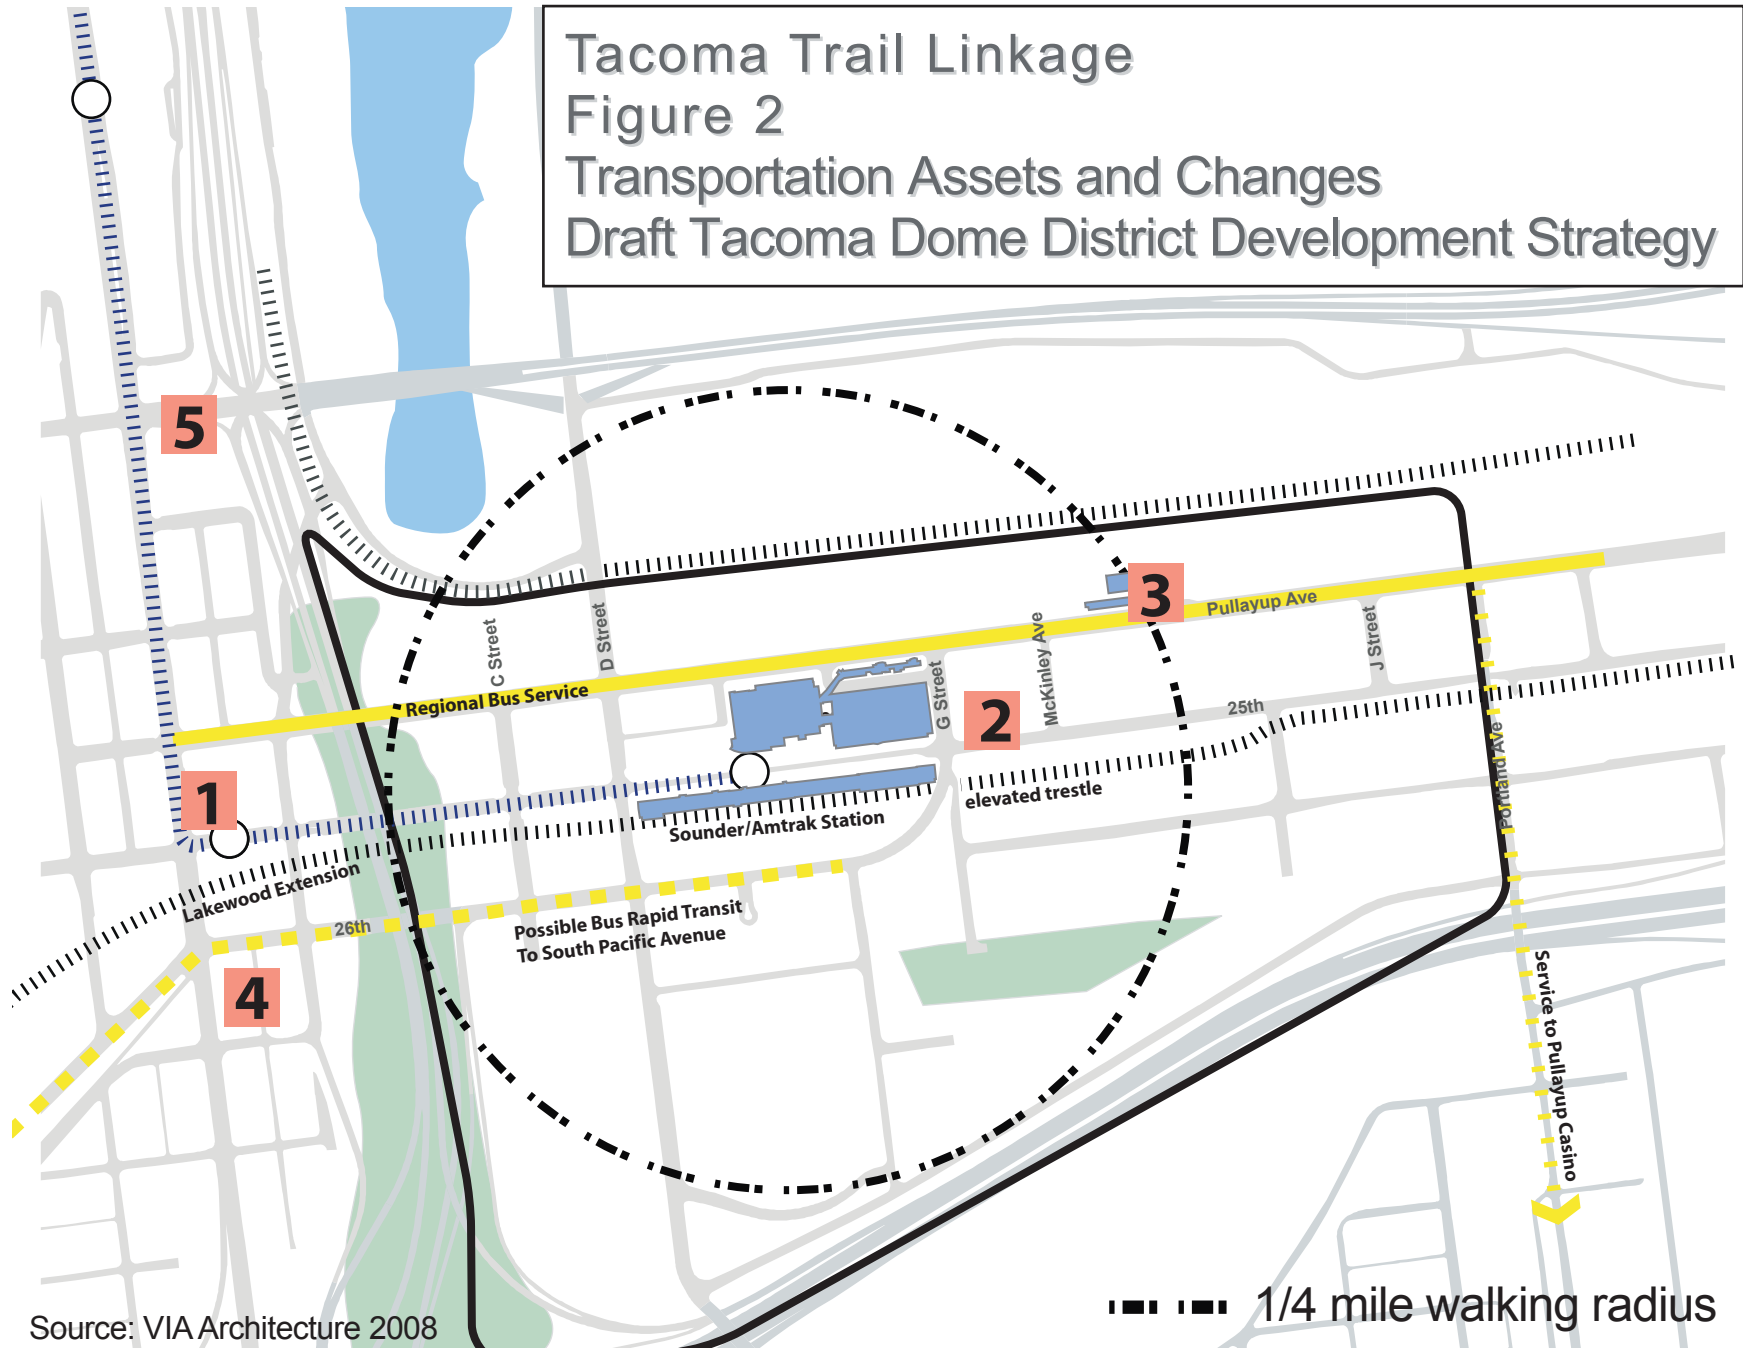 Tacoma Trail Linkage
Figure 2
Transportation Assets and Changes
Draft Tacoma Dome District Development Strategy
5
3
Pullayup Ave
C Street
D Street
McKinley Ave
J Street
Regional Bus Service
G Street
2
25th
1
elevated trestle
Portland Ave
Sounder/Amtrak Station
Lakewood Extension
26th
Possible Bus Rapid Transit
To South Pacific Avenue
4
Service to Pullayup Casino
1/4 mile walking radius
Source: VIA Architecture 2008